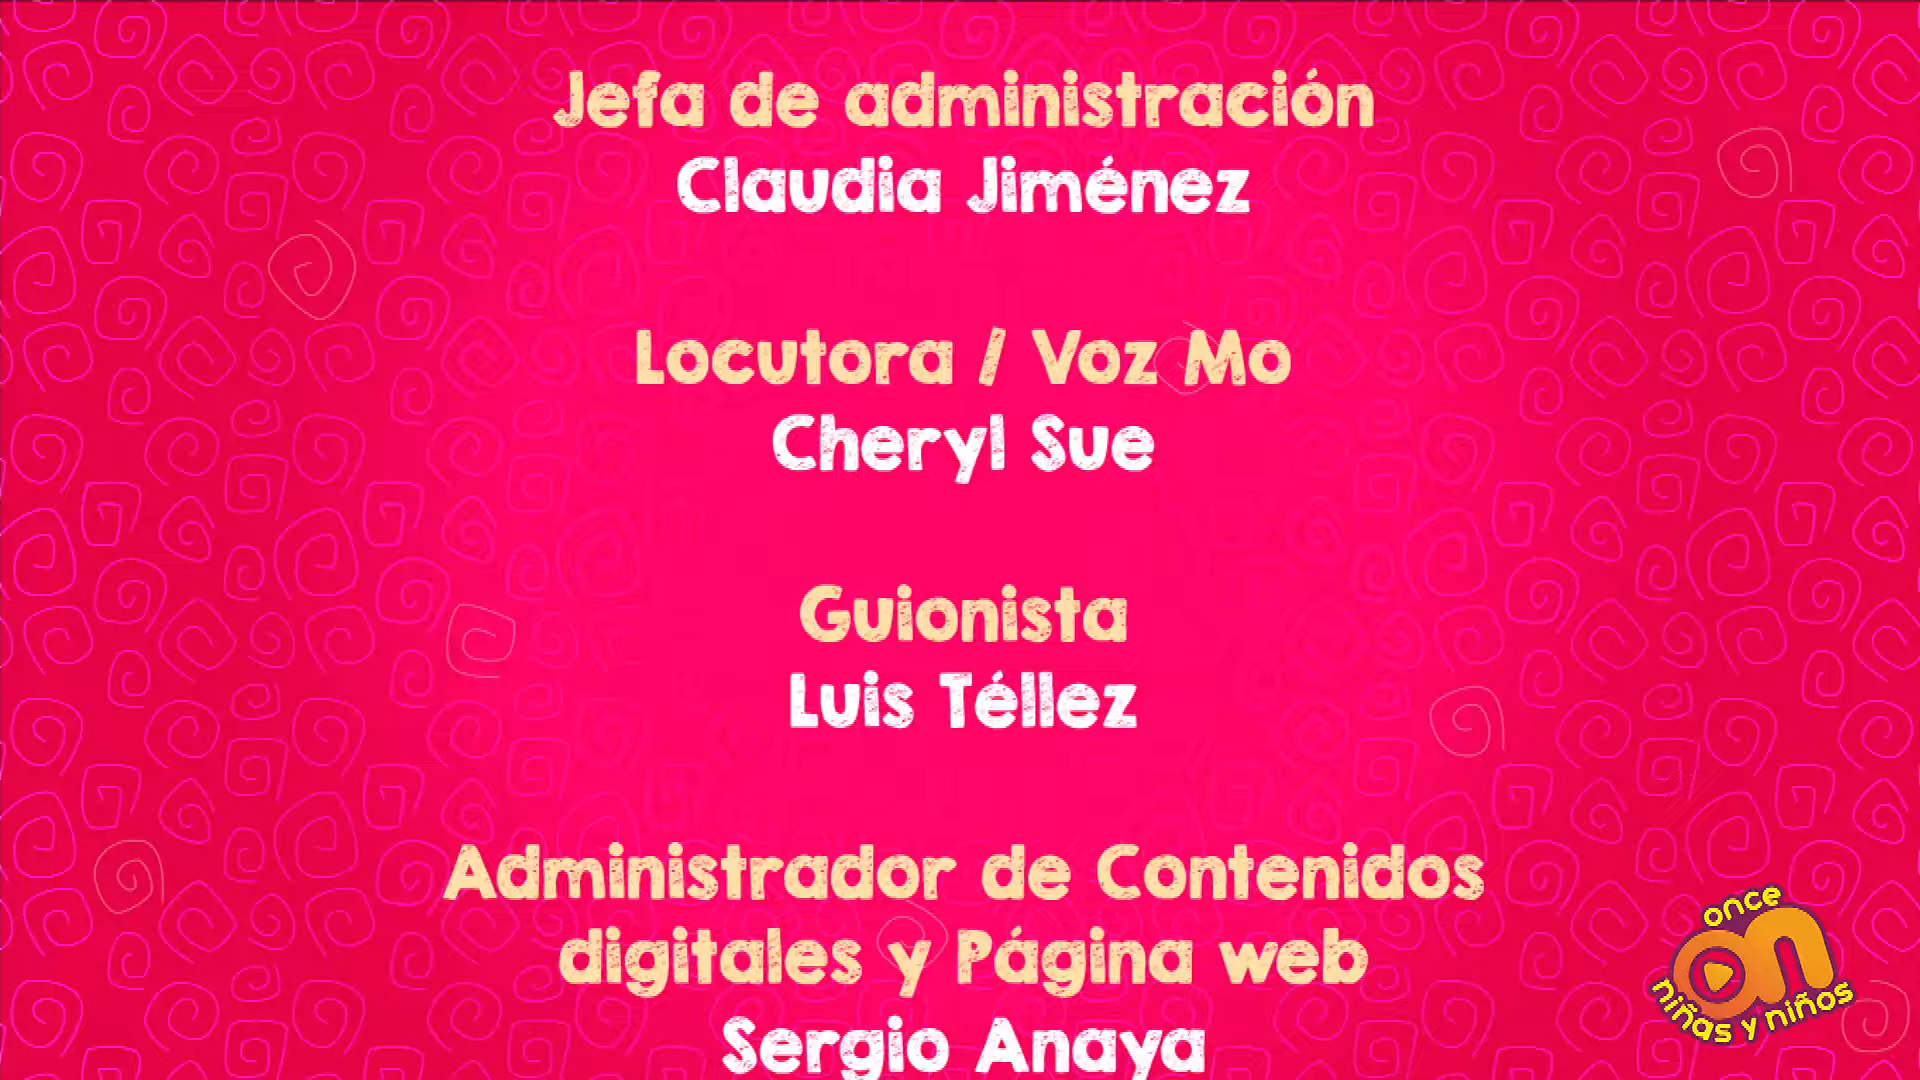 Jefa de administración
Claudia Jiménez
Locutora / Voz Mo
Cheryl Sue
Guionista
Luis Téllez
Administrador de Contenidos
digitales y Página web
Sergio Anaya
once
on
niñas y niños